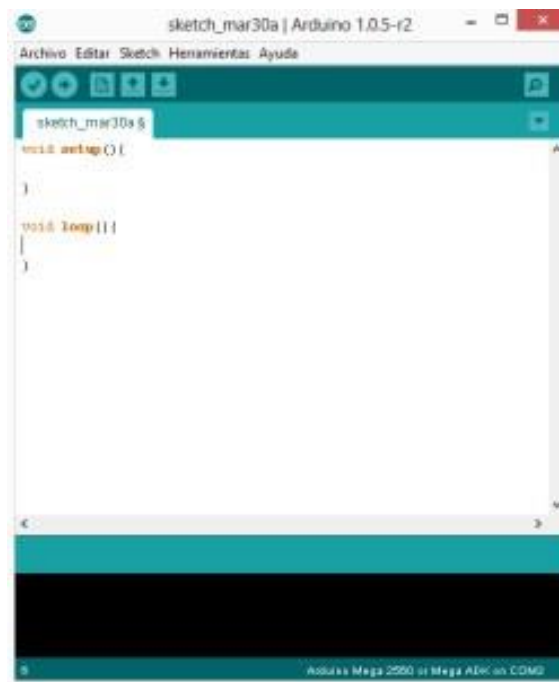 sketch_mar30a | Arduino 1.0.5-r2
Archivo Editar Sketch Herramientas Ayuda
sketch_mar30a §
void setup(){
}
void loop(){
}
Arduino Mega 2560 or Mega ADK on